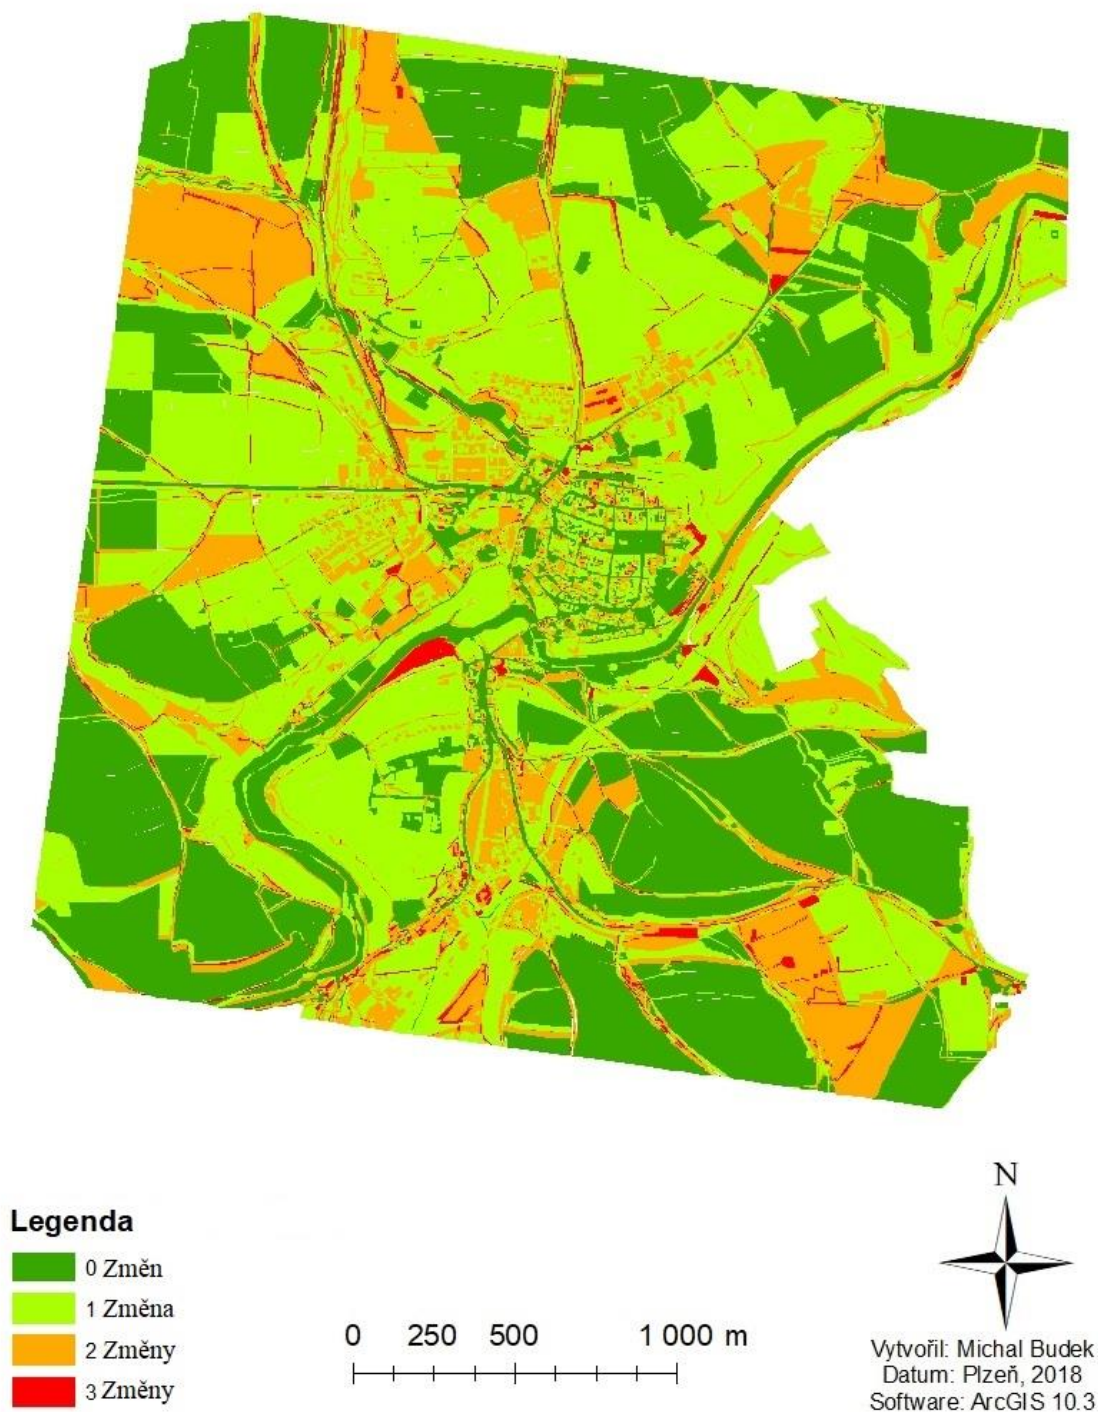 N
Legenda
0 Změn
1 Změna
2 Změny
3 Změny
0 250 500 1 000 m
Vytvořil: Michal Budek
Datum: Plzeň, 2018
Software: ArcGIS 10.3